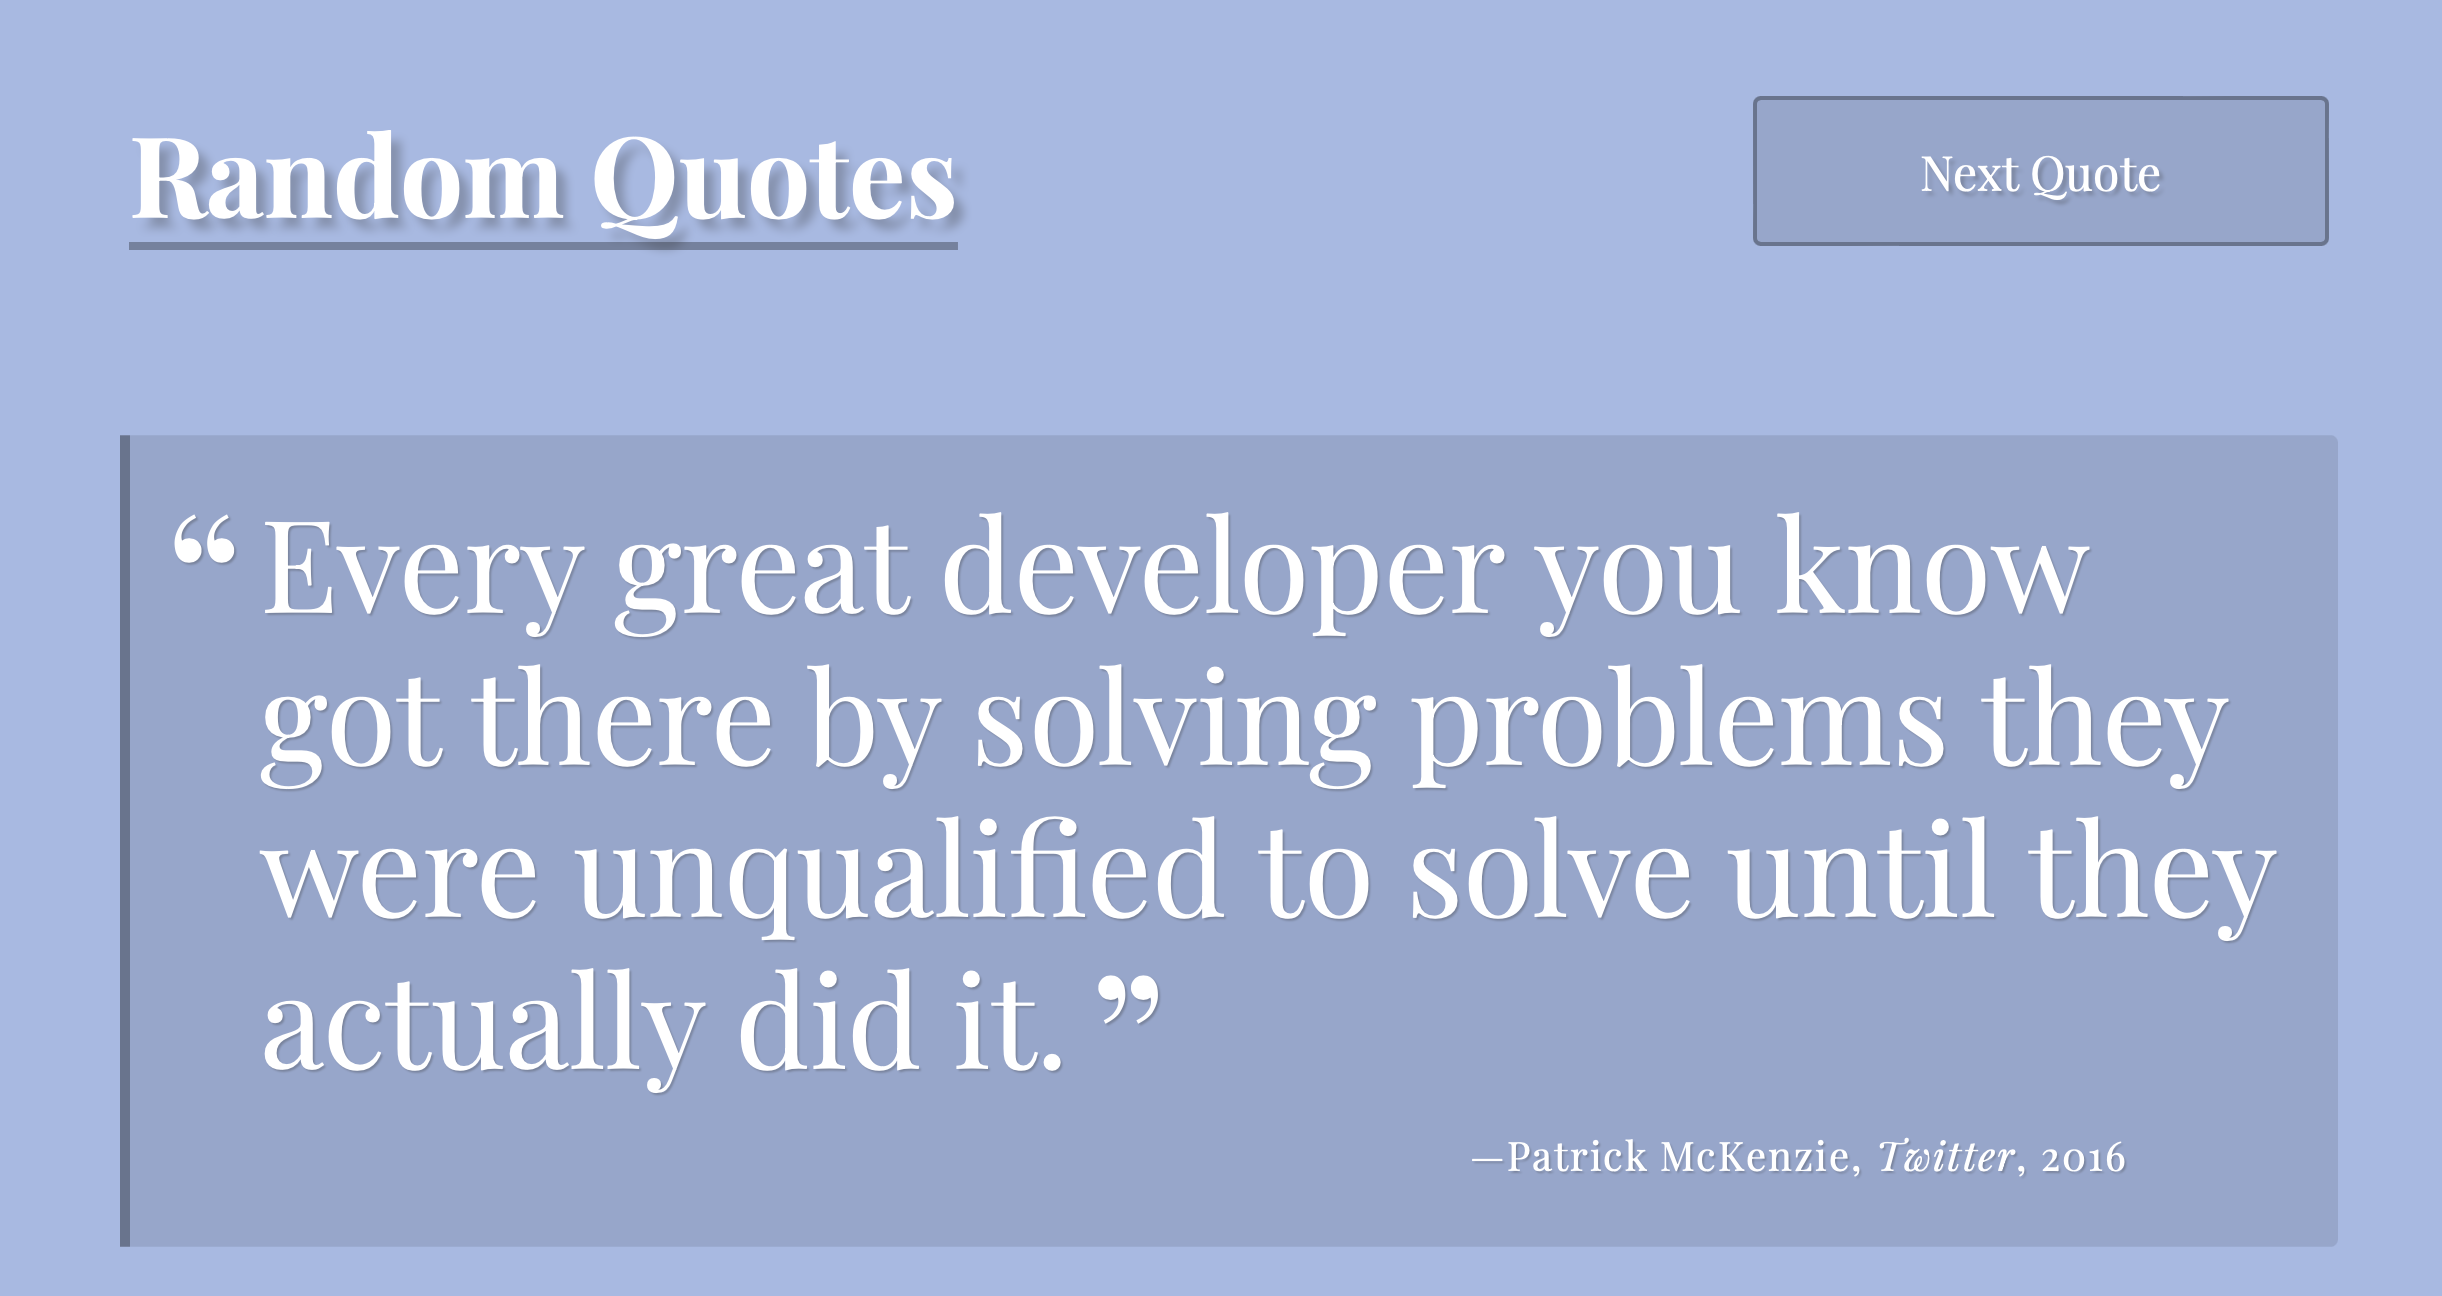 Random Quotes
Next Quote
“Every great developer you know
got there by solving problems they
were unqualified to solve until they
actually did it. ”
—Patrick McKenzie, Twitter, 2016